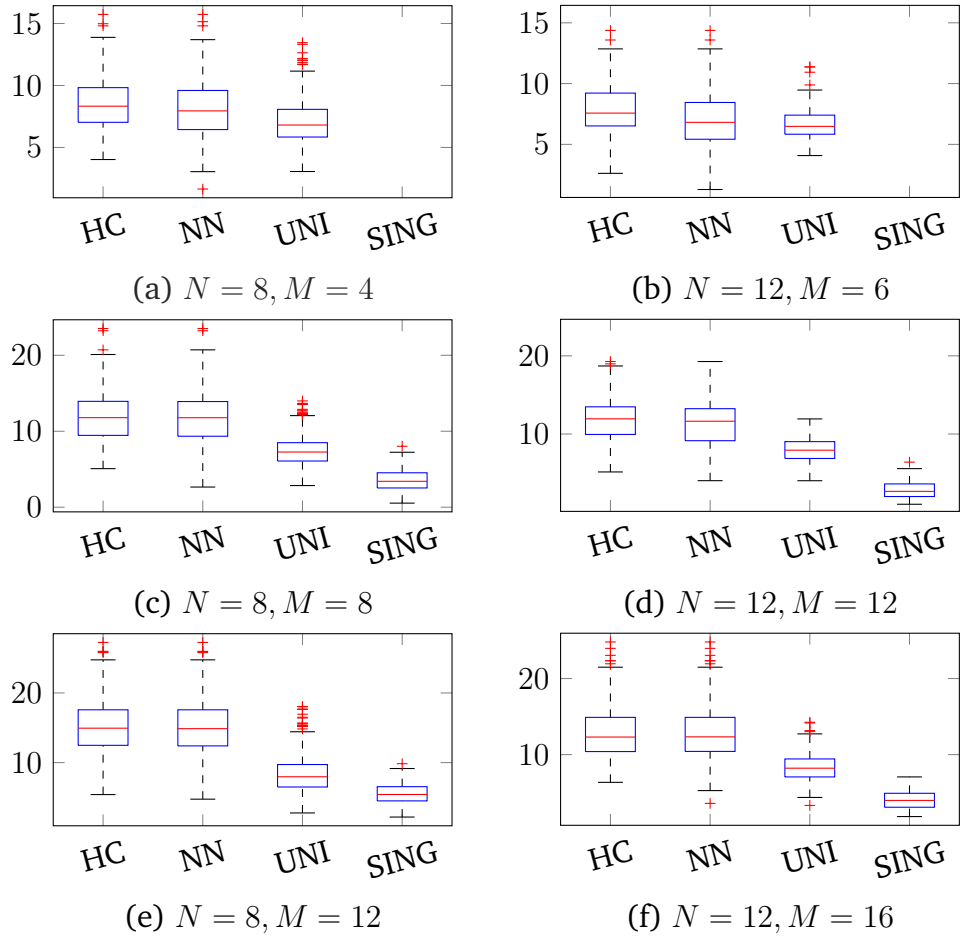 15
10
5
HC NN UNI SING
(a) N = 8, M = 4
15
10
5
HC NN UNI SING
(b) N = 12, M = 6
20
10
0
HC NN UNI SING
(c) N = 8, M = 8
20
10
HC NN UNI SING
(d) N = 12, M = 12
20
10
HC NN UNI SING
(e) N = 8, M = 12
20
10
HC NN UNI SING
(f) N = 12, M = 16